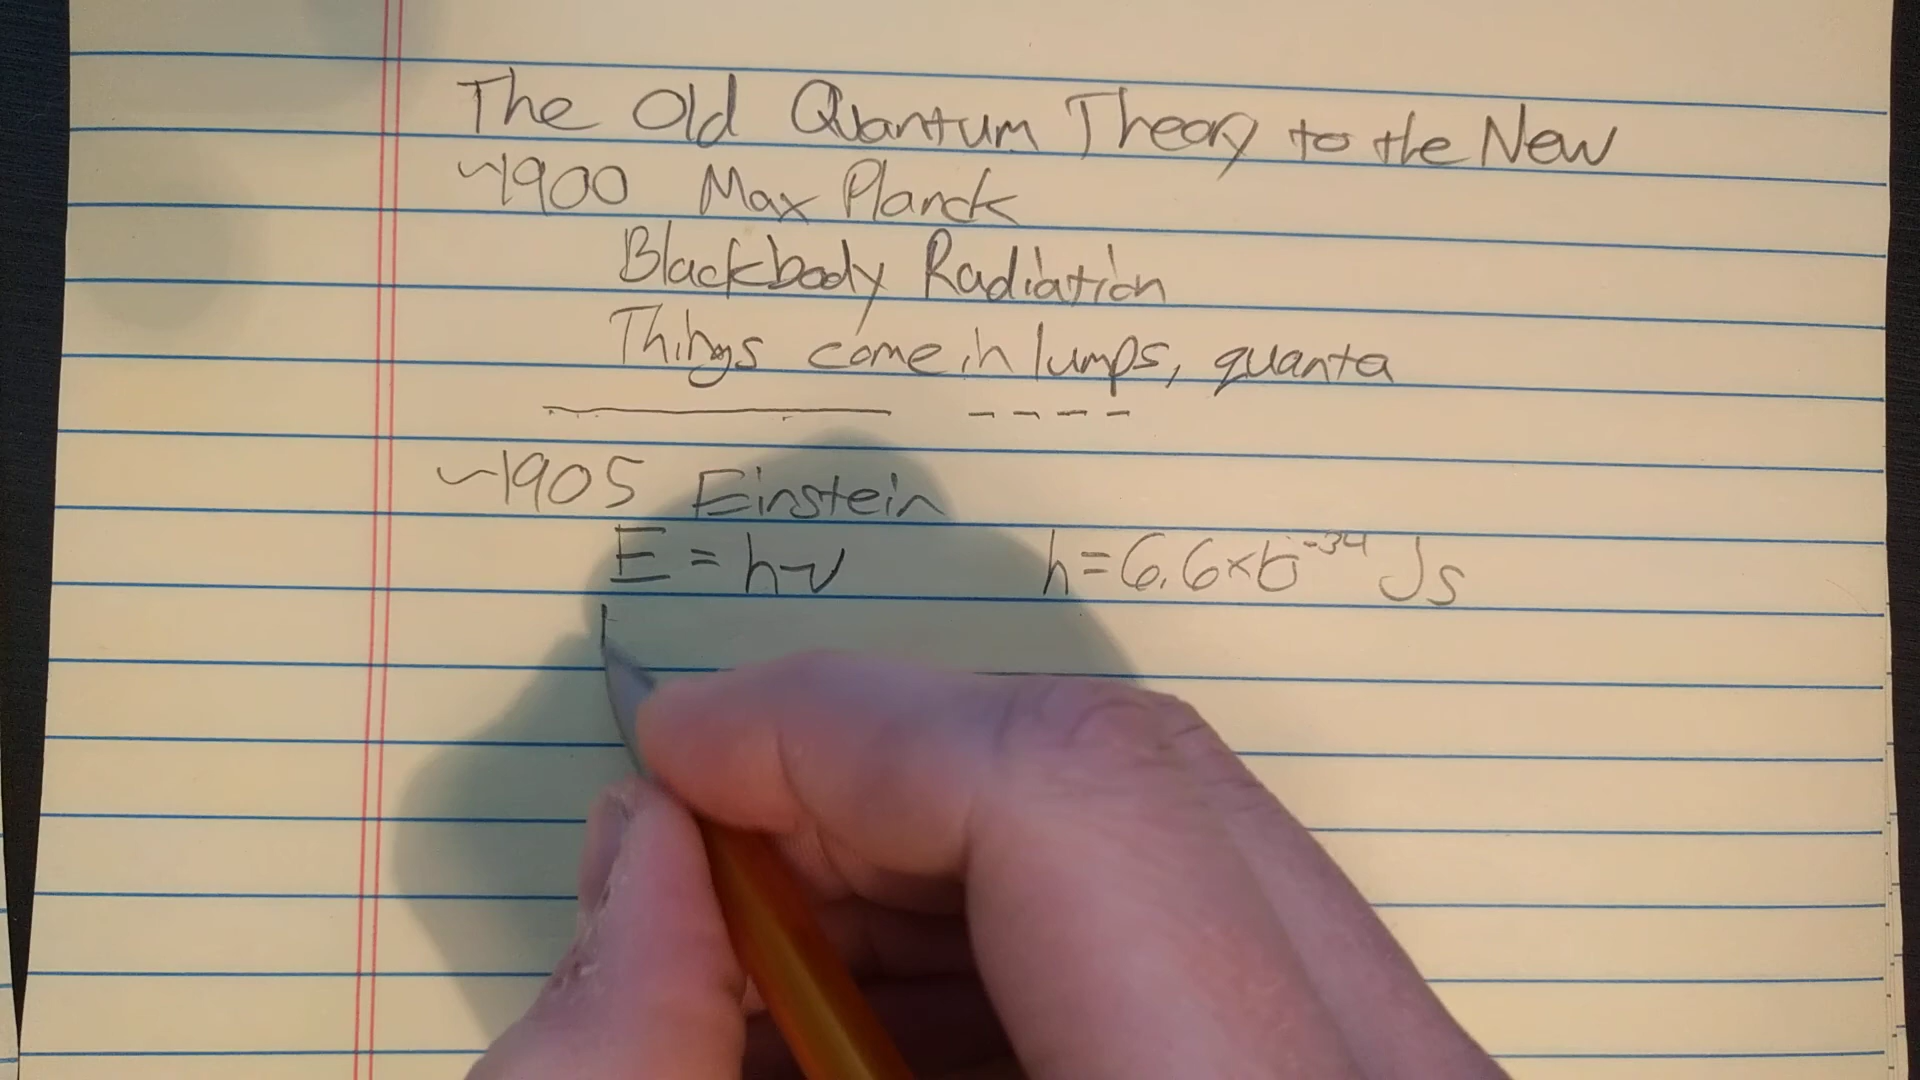 The Old Quantum Theory to the New
~1900 Max Planck
Blackbody Radiation
Things come in lumps, quanta
~1905 Einstein
E = hν h = 6.6×10⁻³⁴ Js